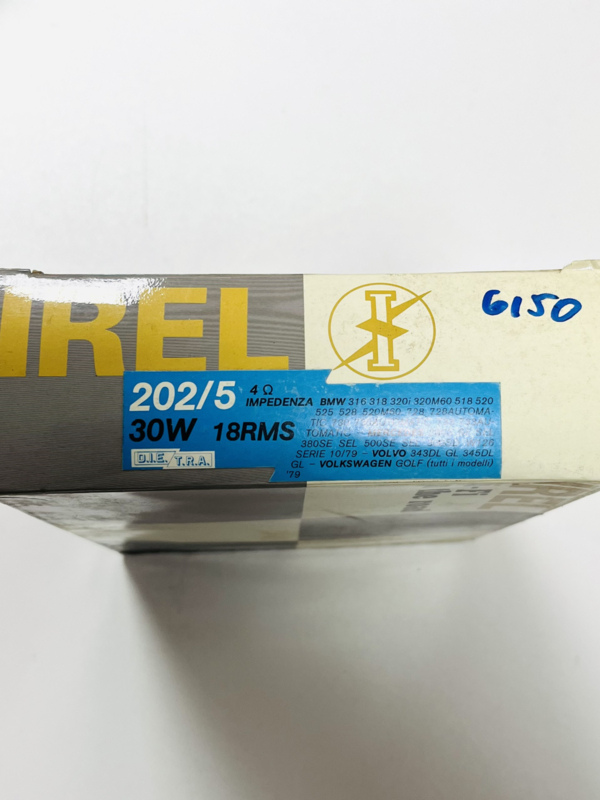 IREL
6150
202/5
4 Ω
IMPEDENZA BMW 316 318 320i 320M60 518 520
525 528 520M30 728 728AUTOMA-
30W 18RMS
380SE SEL 500SE
SERIE 10/79 - VOLVO 343DL GL 345DL
D.I.E. T.R.A.
GL - VOLKSWAGEN GOLF (tutti i modelli)
'79